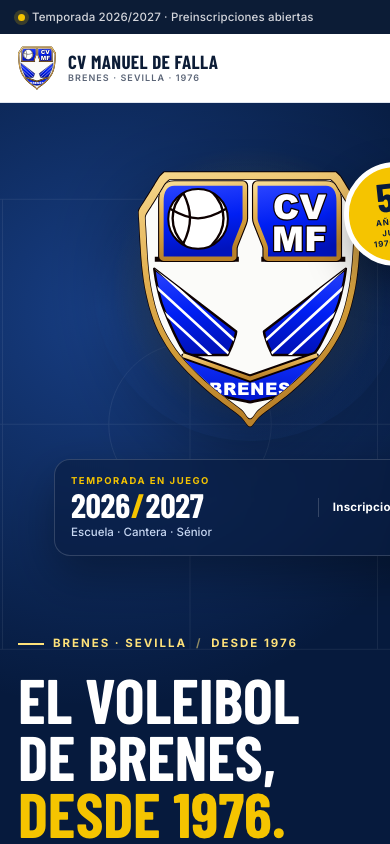 Temporada 2026/2027 · Preinscripciones abiertas
CV MANUEL DE FALLA
BRENES · SEVILLA · 1976
CV
MF
BRENES
TEMPORADA EN JUEGO
2026/2027
Escuela · Cantera · Sénior
BRENES · SEVILLA / DESDE 1976
EL VOLEIBOL
DE BRENES,
DESDE 1976.